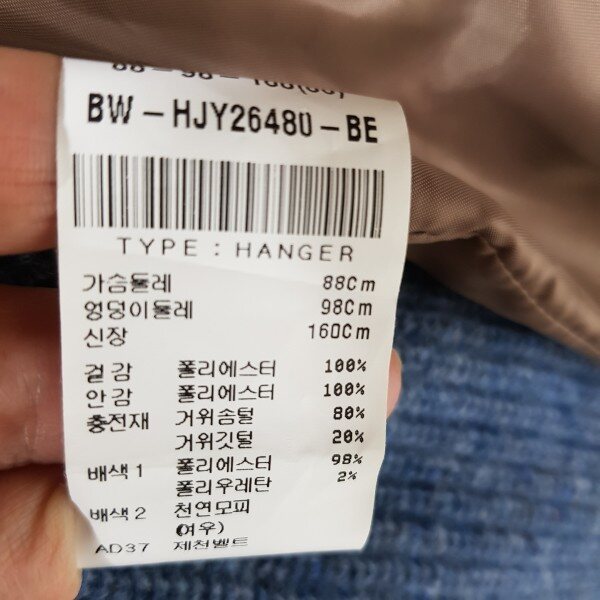 88-98-160(88)
BW-HJY26480-BE
TYPE : HANGER
가슴둘레 88Cm
엉덩이둘레 98Cm
신장 160Cm
겉감 폴리에스터 100%
안감 폴리에스터 100%
충전재 거위솜털 80%
거위깃털 20%
배색1 폴리에스터 98%
폴리우레탄 2%
배색2 천연모피
(여우)
AD37 제천벨트